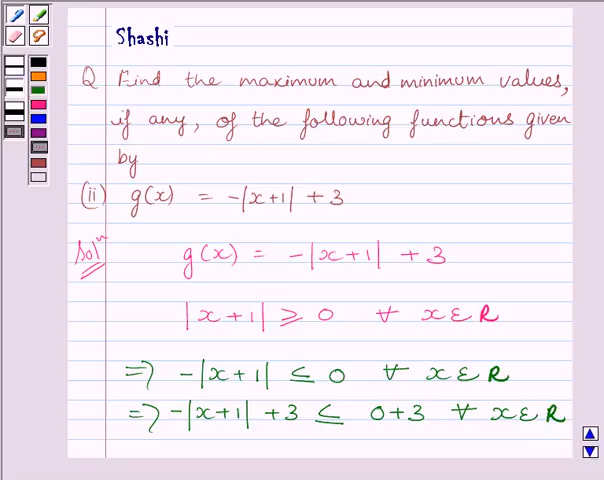 Shashi
Q Find the maximum and minimum values,
if any, of the following functions given
by
(ii) g(x) = -|x+1| + 3
Solⁿ g(x) = -|x+1| + 3
|x+1| ≥ 0 ∀ x ε R
⇒ -|x+1| ≤ 0 ∀ x ε R
⇒ -|x+1| + 3 ≤ 0+3 ∀ x ε R